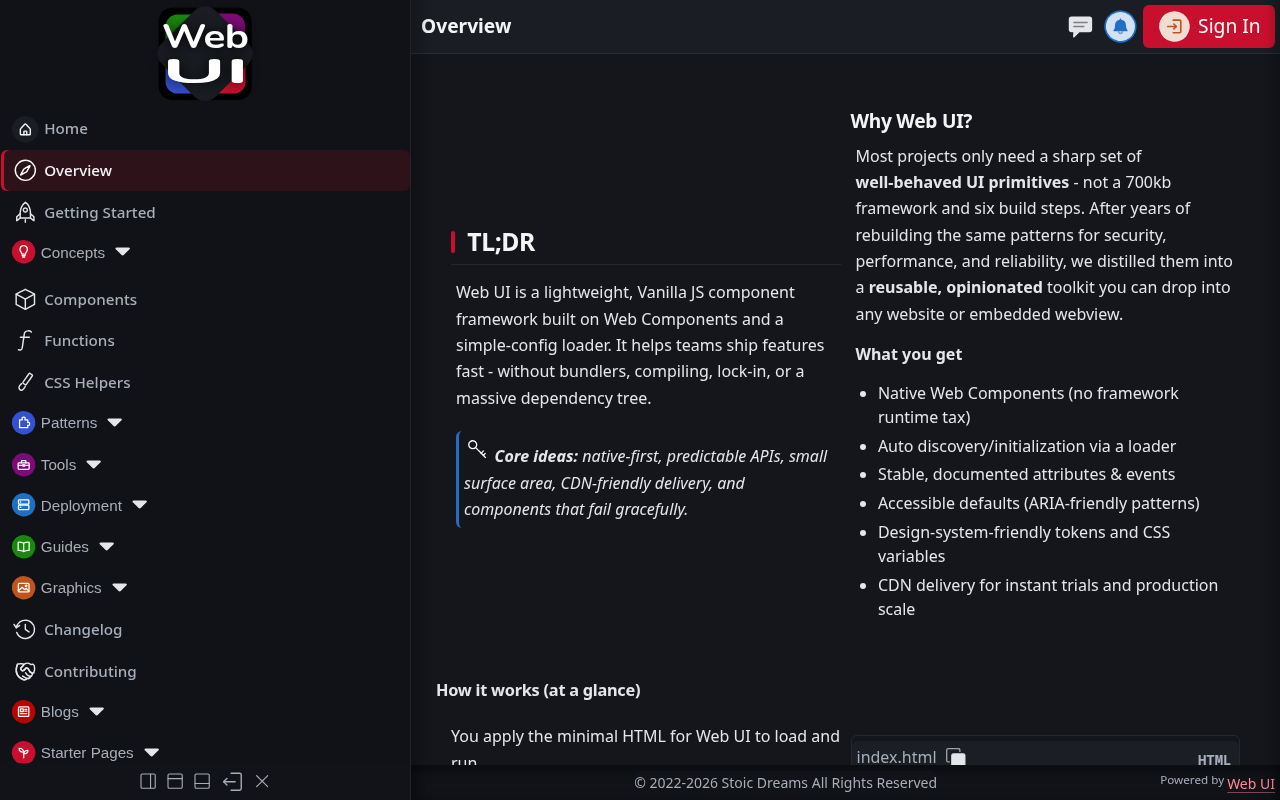 Web
UI
Home
Overview
Getting Started
Concepts
Components
Functions
CSS Helpers
Patterns
Tools
Deployment
Guides
Graphics
Changelog
Contributing
Blogs
Starter Pages
Overview
Sign In
TL;DR
Web UI is a lightweight, Vanilla JS component
framework built on Web Components and a
simple-config loader. It helps teams ship features
fast - without bundlers, compiling, lock-in, or a
massive dependency tree.
Core ideas: native-first, predictable APIs, small
surface area, CDN-friendly delivery, and
components that fail gracefully.
Why Web UI?
Most projects only need a sharp set of
well-behaved UI primitives - not a 700kb
framework and six build steps. After years of
rebuilding the same patterns for security,
performance, and reliability, we distilled them into
a reusable, opinionated toolkit you can drop into
any website or embedded webview.
What you get
Native Web Components (no framework
runtime tax)
Auto discovery/initialization via a loader
Stable, documented attributes & events
Accessible defaults (ARIA-friendly patterns)
Design-system-friendly tokens and CSS
variables
CDN delivery for instant trials and production
scale
How it works (at a glance)
You apply the minimal HTML for Web UI to load and
run.
index.html
HTML
© 2022-2026 Stoic Dreams All Rights Reserved
Powered by Web UI